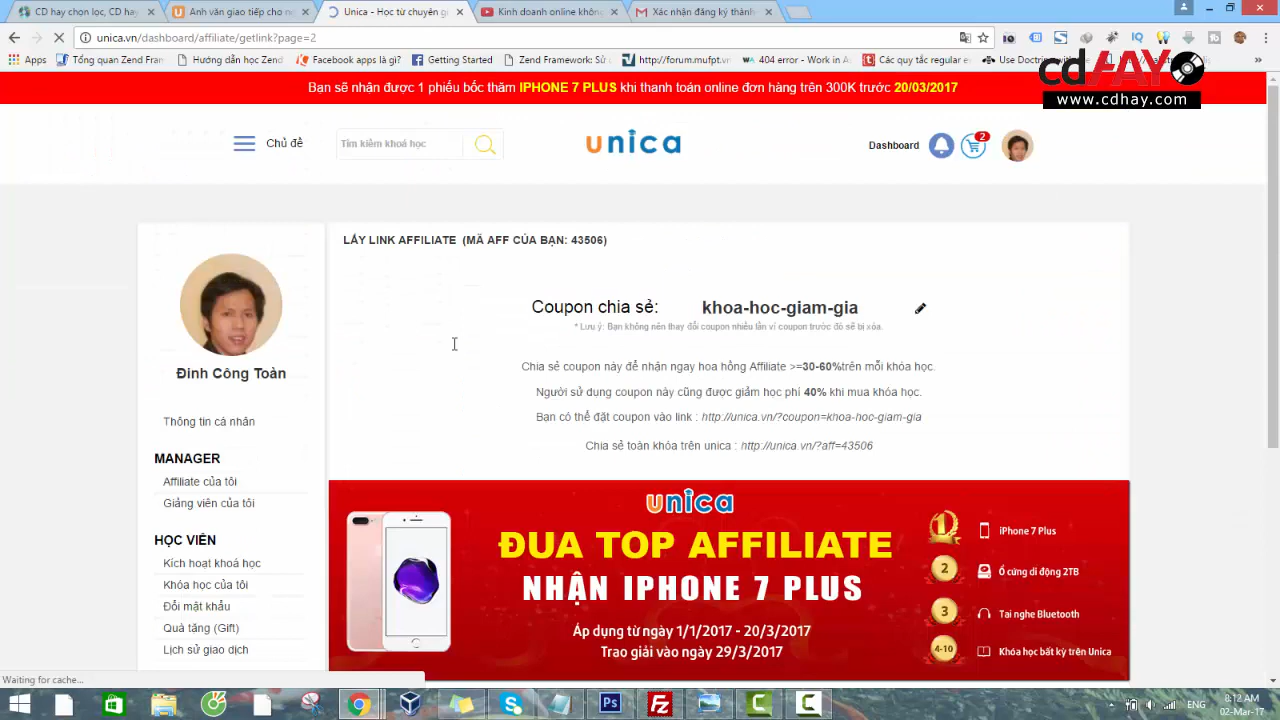 CD hay chọn lọc, CD hay
Anh văn giao tiếp cho ng
Unica - Học từ chuyên gi
Kinh doanh online khôn
Xác nhận đăng ký thành
unica.vn/dashboard/affiliate/getlink?page=2
Apps
Tổng quan Zend Fram
Hướng dẫn học Zend
Facebook Capturing a l
Getting Started
Zend Framework: S
http://forum.mufpt.vn
404 error - Work in A
Các quy tác regular e
Use Doctrine
cdHAY
www.cdhay.com
Bạn sẽ nhận được 1 phiếu bốc thăm IPHONE 7 PLUS khi thanh toán online đơn hàng trên 300K trước 20/03/2017
Chủ đề
Tìm kiếm khoá học
unica
Dashboard
2
LẤY LINK AFFILIATE (MÃ AFF CỦA BẠN: 43506)
Coupon chia sẻ: khoa-hoc-giam-gia
* Lưu ý: Bạn không nên thay đổi coupon nhiều lần vì coupon trước đó sẽ bị xóa.
Chia sẻ coupon này để nhận ngay hoa hồng Affiliate >=30-60%trên mỗi khóa học.
Người sử dụng coupon này cũng được giảm học phí 40% khi mua khóa học.
Bạn có thể đặt coupon vào link : http://unica.vn/?coupon=khoa-hoc-giam-gia
Chia sẻ toàn khóa trên unica : http://unica.vn/?aff=43506
Đinh Công Toàn
Thông tin cá nhân
MANAGER
Affiliate của tôi
Giảng viên của tôi
HỌC VIÊN
Kích hoạt khoá học
Khóa học của tôi
Đổi mật khẩu
Quà tặng (Gift)
Lịch sử giao dịch
unica
ĐUA TOP AFFILIATE
NHẬN IPHONE 7 PLUS
Áp dụng từ ngày 1/1/2017 - 20/3/2017
Trao giải vào ngày 29/3/2017
1 iPhone 7 Plus
2 Ổ cứng di động 2TB
3 Tai nghe Bluetooth
4-10 Khóa học bất kỳ trên Unica
Waiting for cache...
ENG
8:12 AM
02-Mar-17